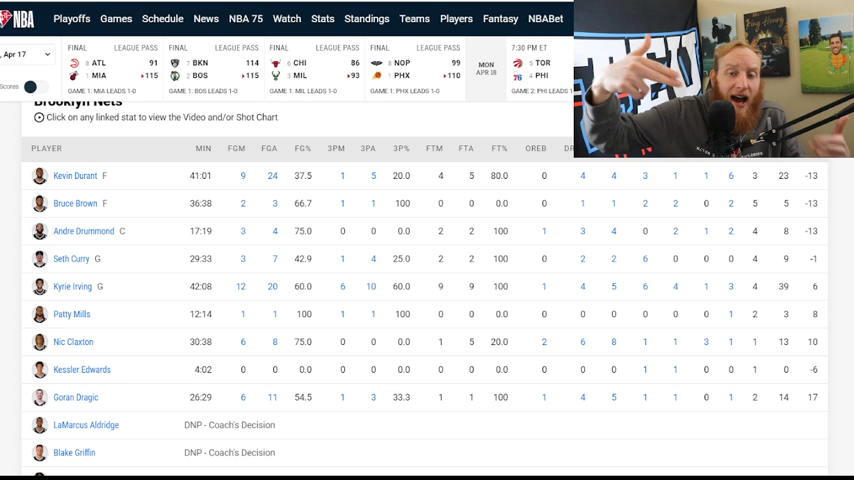 NBA Playoffs Games Schedule News NBA 75 Watch Stats Standings Teams Players Fantasy NBABet
, Apr 17 FINAL LEAGUE PASS FINAL LEAGUE PASS FINAL LEAGUE PASS FINAL LEAGUE PASS 7:30 PM ET
8 ATL 91 7 BKN 114 6 CHI 86 8 NOP 99 MON 5 TOR
Scores 1 MIA 115 2 BOS 115 3 MIL 93 1 PHX 110 APR 18 4 PHI
GAME 1: MIA LEADS 1-0 GAME 1: BOS LEADS 1-0 GAME 1: MIL LEADS 1-0 GAME 1: PHX LEADS 1-0 GAME 2: PHI LEADS 1-0
Brooklyn Nets
Click on any linked stat to view the Video and/or Shot Chart
PLAYER MIN FGM FGA FG% 3PM 3PA 3P% FTM FTA FT% OREB
Kevin Durant F 41:01 9 24 37.5 1 5 20.0 4 5 80.0 0 4 4 3 1 1 6 3 23 -13
Bruce Brown F 36:38 2 3 66.7 1 1 100 0 0 0.0 0 1 1 2 2 0 2 5 5 -13
Andre Drummond C 17:19 3 4 75.0 0 0 0.0 2 2 100 1 3 4 0 2 1 2 4 8 -13
Seth Curry G 29:33 3 7 42.9 1 4 25.0 2 2 100 0 2 2 6 0 0 0 4 9 -1
Kyrie Irving G 42:08 12 20 60.0 6 10 60.0 9 9 100 1 4 5 6 4 1 3 4 39 6
Patty Mills 12:14 1 1 100 1 1 100 0 0 0.0 0 0 0 0 0 0 1 2 3 8
Nic Claxton 30:38 6 8 75.0 0 0 0.0 1 5 20.0 2 6 8 1 1 3 1 1 13 10
Kessler Edwards 4:02 0 0 0.0 0 0 0.0 0 0 0.0 0 0 0 1 1 0 0 1 0 -6
Goran Dragic 26:29 6 11 54.5 1 3 33.3 1 1 100 1 4 5 1 1 0 1 2 14 17
LaMarcus Aldridge DNP - Coach's Decision
Blake Griffin DNP - Coach's Decision